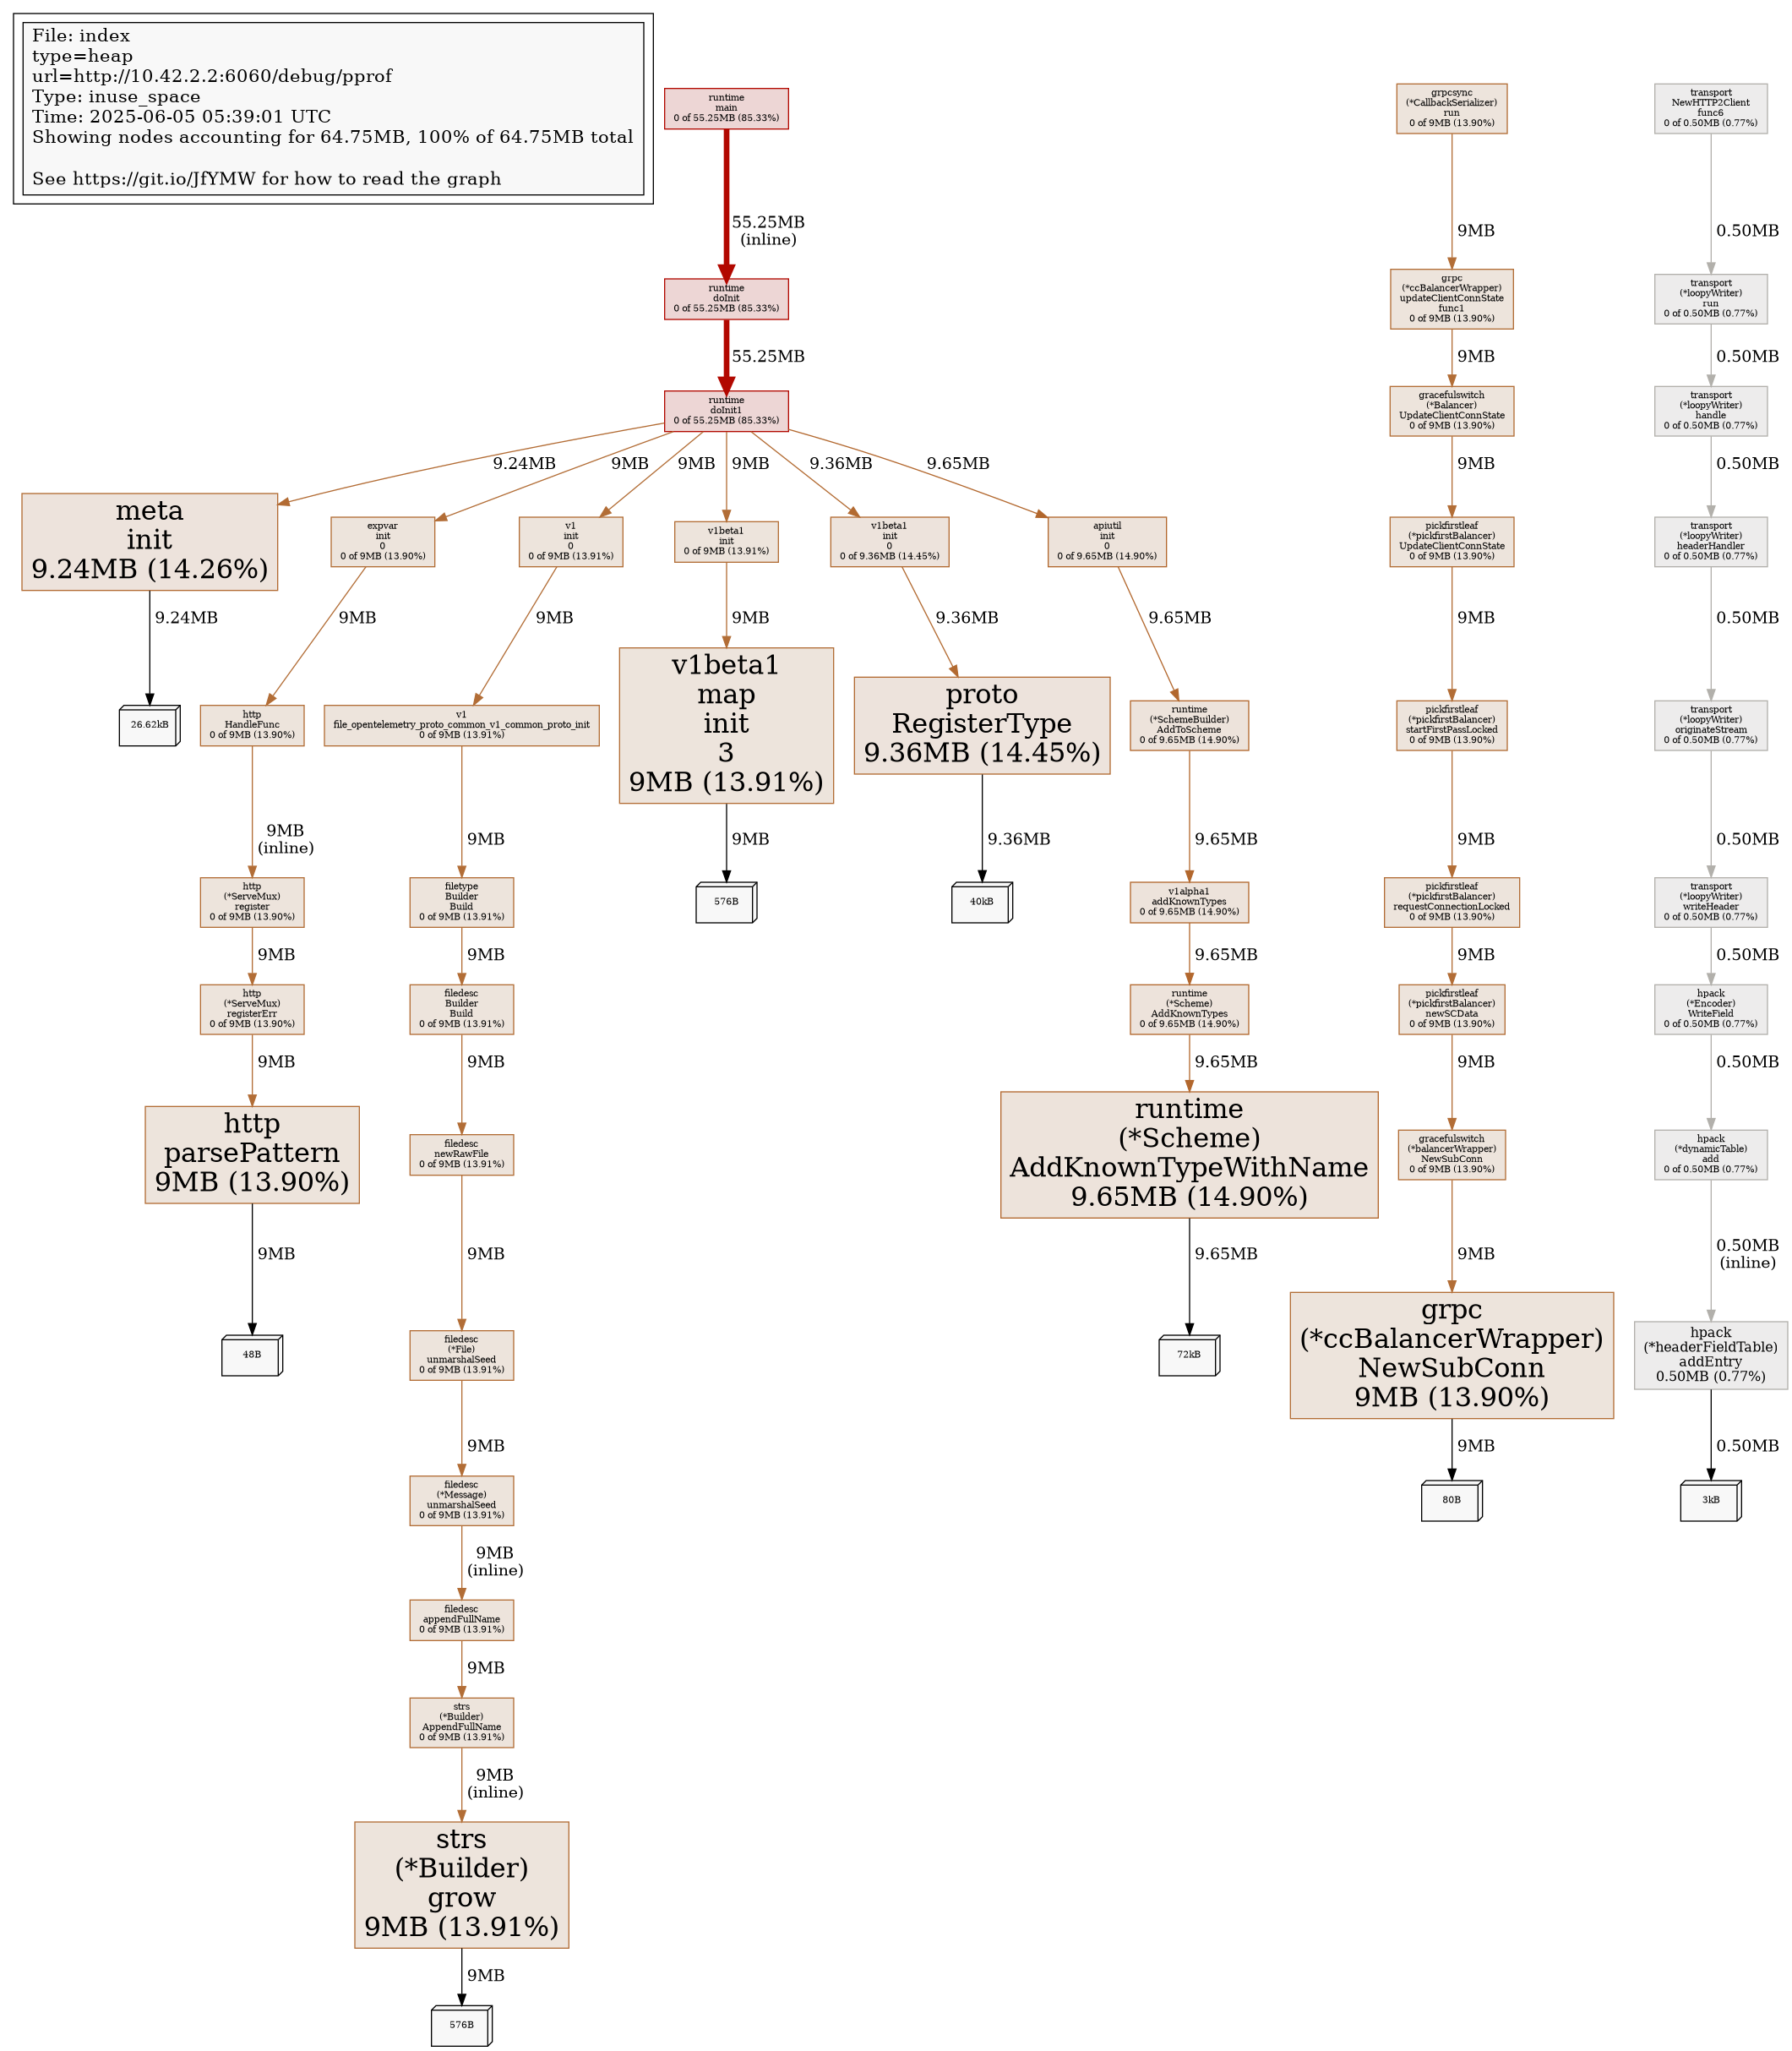 File: index
type=heap
url=http://10.42.2.2:6060/debug/pprof
Type: inuse_space
Time: 2025-06-05 05:39:01 UTC
Showing nodes accounting for 64.75MB, 100% of 64.75MB total
See https://git.io/JfYMW for how to read the graph
runtime
main
0 of 55.25MB (85.33%)
55.25MB
(inline)
runtime
doInit
0 of 55.25MB (85.33%)
55.25MB
runtime
doInit1
0 of 55.25MB (85.33%)
9.24MB
9MB
9MB
9MB
9.36MB
9.65MB
meta
init
9.24MB (14.26%)
9.24MB
26.62kB
expvar
init
0
0 of 9MB (13.90%)
9MB
http
HandleFunc
0 of 9MB (13.90%)
9MB
(inline)
http
(*ServeMux)
register
0 of 9MB (13.90%)
9MB
http
(*ServeMux)
registerErr
0 of 9MB (13.90%)
9MB
http
parsePattern
9MB (13.90%)
9MB
48B
v1
init
0
0 of 9MB (13.91%)
9MB
v1
file_opentelemetry_proto_common_v1_common_proto_init
0 of 9MB (13.91%)
9MB
filetype
Builder
Build
0 of 9MB (13.91%)
9MB
filedesc
Builder
Build
0 of 9MB (13.91%)
9MB
filedesc
newRawFile
0 of 9MB (13.91%)
9MB
filedesc
(*File)
unmarshalSeed
0 of 9MB (13.91%)
9MB
filedesc
(*Message)
unmarshalSeed
0 of 9MB (13.91%)
9MB
(inline)
filedesc
appendFullName
0 of 9MB (13.91%)
9MB
strs
(*Builder)
AppendFullName
0 of 9MB (13.91%)
9MB
(inline)
strs
(*Builder)
grow
9MB (13.91%)
9MB
576B
v1beta1
init
0 of 9MB (13.91%)
9MB
v1beta1
map
init
3
9MB (13.91%)
9MB
576B
v1beta1
init
0
0 of 9.36MB (14.45%)
9.36MB
proto
RegisterType
9.36MB (14.45%)
9.36MB
40kB
apiutil
init
0
0 of 9.65MB (14.90%)
9.65MB
runtime
(*SchemeBuilder)
AddToScheme
0 of 9.65MB (14.90%)
9.65MB
v1alpha1
addKnownTypes
0 of 9.65MB (14.90%)
9.65MB
runtime
(*Scheme)
AddKnownTypes
0 of 9.65MB (14.90%)
9.65MB
runtime
(*Scheme)
AddKnownTypeWithName
9.65MB (14.90%)
9.65MB
72kB
grpcsync
(*CallbackSerializer)
run
0 of 9MB (13.90%)
9MB
grpc
(*ccBalancerWrapper)
updateClientConnState
func1
0 of 9MB (13.90%)
9MB
gracefulswitch
(*Balancer)
UpdateClientConnState
0 of 9MB (13.90%)
9MB
pickfirstleaf
(*pickfirstBalancer)
UpdateClientConnState
0 of 9MB (13.90%)
9MB
pickfirstleaf
(*pickfirstBalancer)
startFirstPassLocked
0 of 9MB (13.90%)
9MB
pickfirstleaf
(*pickfirstBalancer)
requestConnectionLocked
0 of 9MB (13.90%)
9MB
pickfirstleaf
(*pickfirstBalancer)
newSCData
0 of 9MB (13.90%)
9MB
gracefulswitch
(*balancerWrapper)
NewSubConn
0 of 9MB (13.90%)
9MB
grpc
(*ccBalancerWrapper)
NewSubConn
9MB (13.90%)
9MB
80B
transport
NewHTTP2Client
func6
0 of 0.50MB (0.77%)
0.50MB
transport
(*loopyWriter)
run
0 of 0.50MB (0.77%)
0.50MB
transport
(*loopyWriter)
handle
0 of 0.50MB (0.77%)
0.50MB
transport
(*loopyWriter)
headerHandler
0 of 0.50MB (0.77%)
0.50MB
transport
(*loopyWriter)
originateStream
0 of 0.50MB (0.77%)
0.50MB
transport
(*loopyWriter)
writeHeader
0 of 0.50MB (0.77%)
0.50MB
hpack
(*Encoder)
WriteField
0 of 0.50MB (0.77%)
0.50MB
hpack
(*dynamicTable)
add
0 of 0.50MB (0.77%)
0.50MB
(inline)
hpack
(*headerFieldTable)
addEntry
0.50MB (0.77%)
0.50MB
3kB